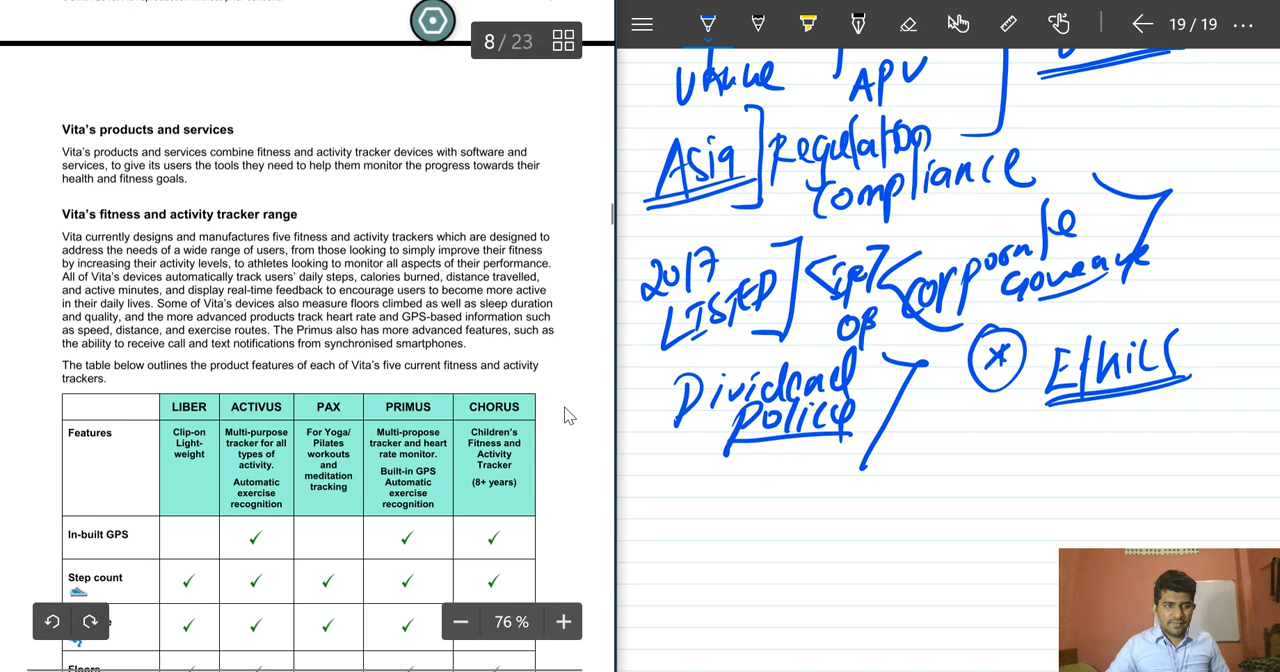 8 / 23
Vita's products and services
Vita's products and services combine fitness and activity tracker devices with software and
services, to give its users the tools they need to help them monitor the progress towards their
health and fitness goals.
Vita's fitness and activity tracker range
Vita currently designs and manufactures five fitness and activity trackers which are designed to
address the needs of a wide range of users, from those looking to simply improve their fitness
by increasing their activity levels, to athletes looking to monitor all aspects of their performance.
All of Vita's devices automatically track users' daily steps, calories burned, distance travelled,
and active minutes, and display real-time feedback to encourage users to become more active
in their daily lives. Some of Vita's devices also measure floors climbed as well as sleep duration
and quality, and the more advanced products track heart rate and GPS-based information such
as speed, distance, and exercise routes. The Primus also has more advanced features, such as
the ability to receive call and text notifications from synchronised smartphones.
The table below outlines the product features of each of Vita's five current fitness and activity
trackers.
LIBER ACTIVUS PAX PRIMUS CHORUS
Features
Clip-on
Light-
weight
Multi-purpose
tracker for all
types of
activity.
Automatic
exercise
recognition
For Yoga/
Pilates
workouts
and
meditation
tracking
Multi-propose
tracker and heart
rate monitor.
Built-in GPS
Automatic
exercise
recognition
Children's
Fitness and
Activity
Tracker
(8+ years)
In-built GPS ✓ ✓ ✓
Step count ✓ ✓ ✓ ✓ ✓
✓ ✓ ✓ ✓
Floors
76 %
19 / 19
Value APV
Asia Regulation
Compliance
2017
LISTED
Corporate
Dividend
Policy
* Ethics